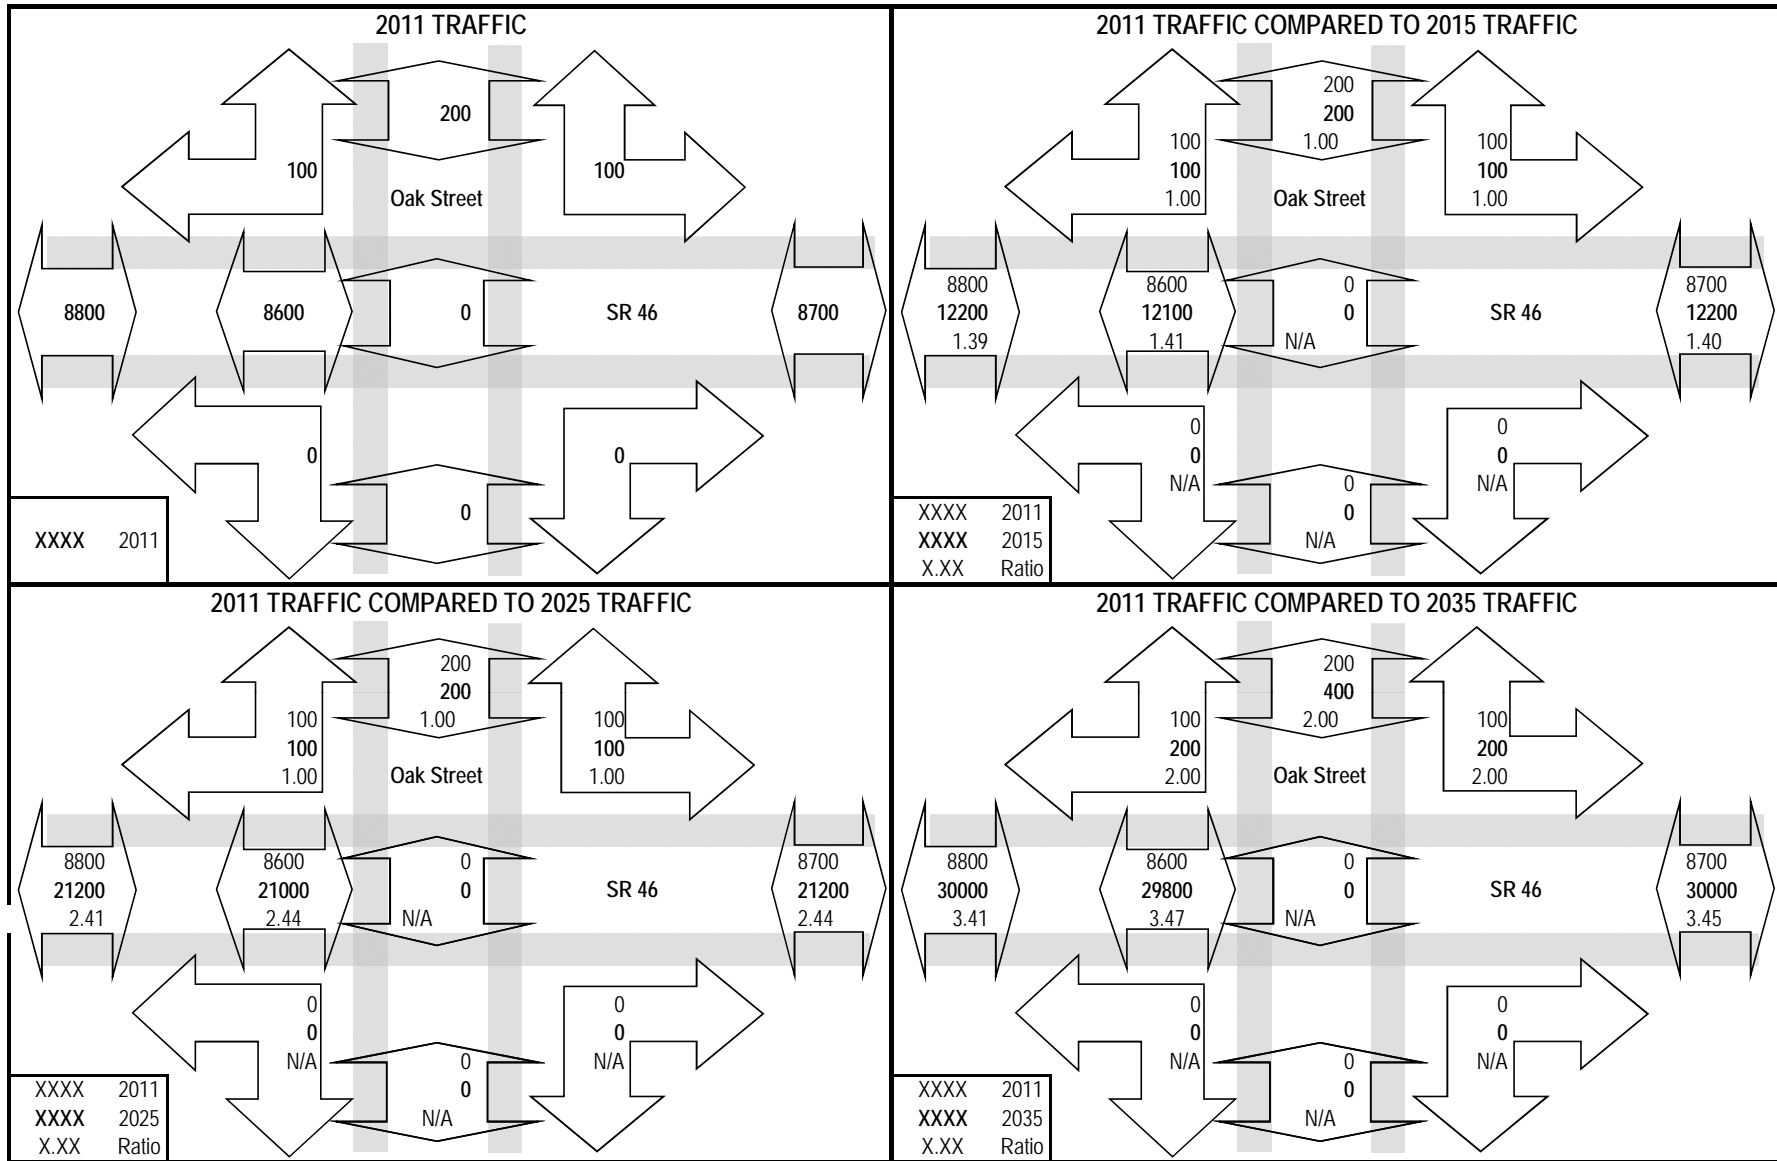 2011 TRAFFIC
200
100
100
Oak Street
8800
8600
0
SR 46
8700
0
0
0
XXXX 2011
2011 TRAFFIC COMPARED TO 2015 TRAFFIC
200
200
1.00
100
100
1.00
100
100
1.00
Oak Street
8800
12200
1.39
8600
12100
1.41
0
0
N/A
SR 46
8700
12200
1.40
0
0
N/A
0
0
N/A
0
0
N/A
XXXX 2011
XXXX 2015
X.XX Ratio
2011 TRAFFIC COMPARED TO 2025 TRAFFIC
200
200
1.00
100
100
1.00
100
100
1.00
Oak Street
8800
21200
2.41
8600
21000
2.44
0
0
N/A
SR 46
8700
21200
2.44
0
0
N/A
0
0
N/A
0
0
N/A
XXXX 2011
XXXX 2025
X.XX Ratio
2011 TRAFFIC COMPARED TO 2035 TRAFFIC
200
400
2.00
100
200
2.00
100
200
2.00
Oak Street
8800
30000
3.41
8600
29800
3.47
0
0
N/A
SR 46
8700
30000
3.45
0
0
N/A
0
0
N/A
0
0
N/A
XXXX 2011
XXXX 2035
X.XX Ratio